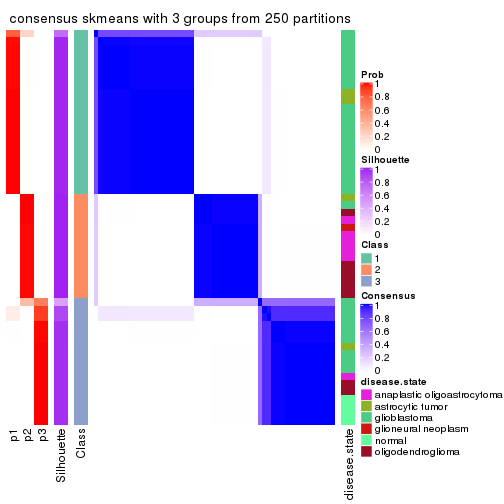 consensus skmeans with 3 groups from 250 partitions
Prob
1
0.8
0.6
0.4
0.2
0
Silhouette
1
0.8
0.6
0.4
0.2
0
Class
1
2
3
Consensus
1
0.8
0.6
0.4
0.2
0
disease.state
anaplastic oligoastrocytoma
astrocytic tumor
glioblastoma
glioneural neoplasm
normal
oligodendroglioma
p1
p2
p3
Silhouette
Class
disease.state